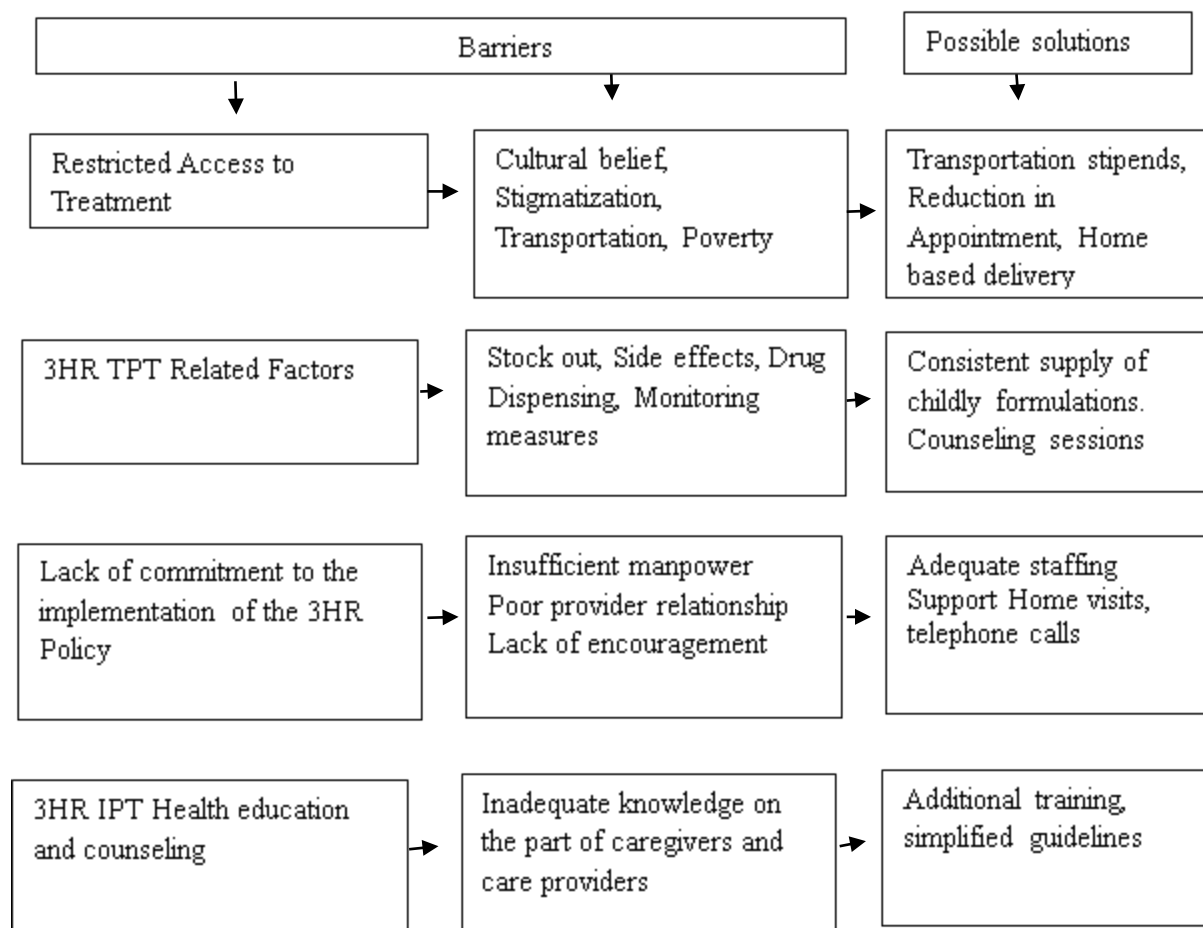 Barriers
Possible solutions
Restricted Access to
Treatment
Cultural belief,
Stigmatization,
Transportation, Poverty
Transportation stipends,
Reduction in
Appointment, Home
based delivery
3HR TPT Related Factors
Stock out, Side effects, Drug
Dispensing, Monitoring
measures
Consistent supply of
childly formulations.
Counseling sessions
Lack of commitment to the
implementation of the 3HR
Policy
Insufficient manpower
Poor provider relationship
Lack of encouragement
Adequate staffing
Support Home visits,
telephone calls
3HR IPT Health education
and counseling
Inadequate knowledge on
the part of caregivers and
care providers
Additional training,
simplified guidelines